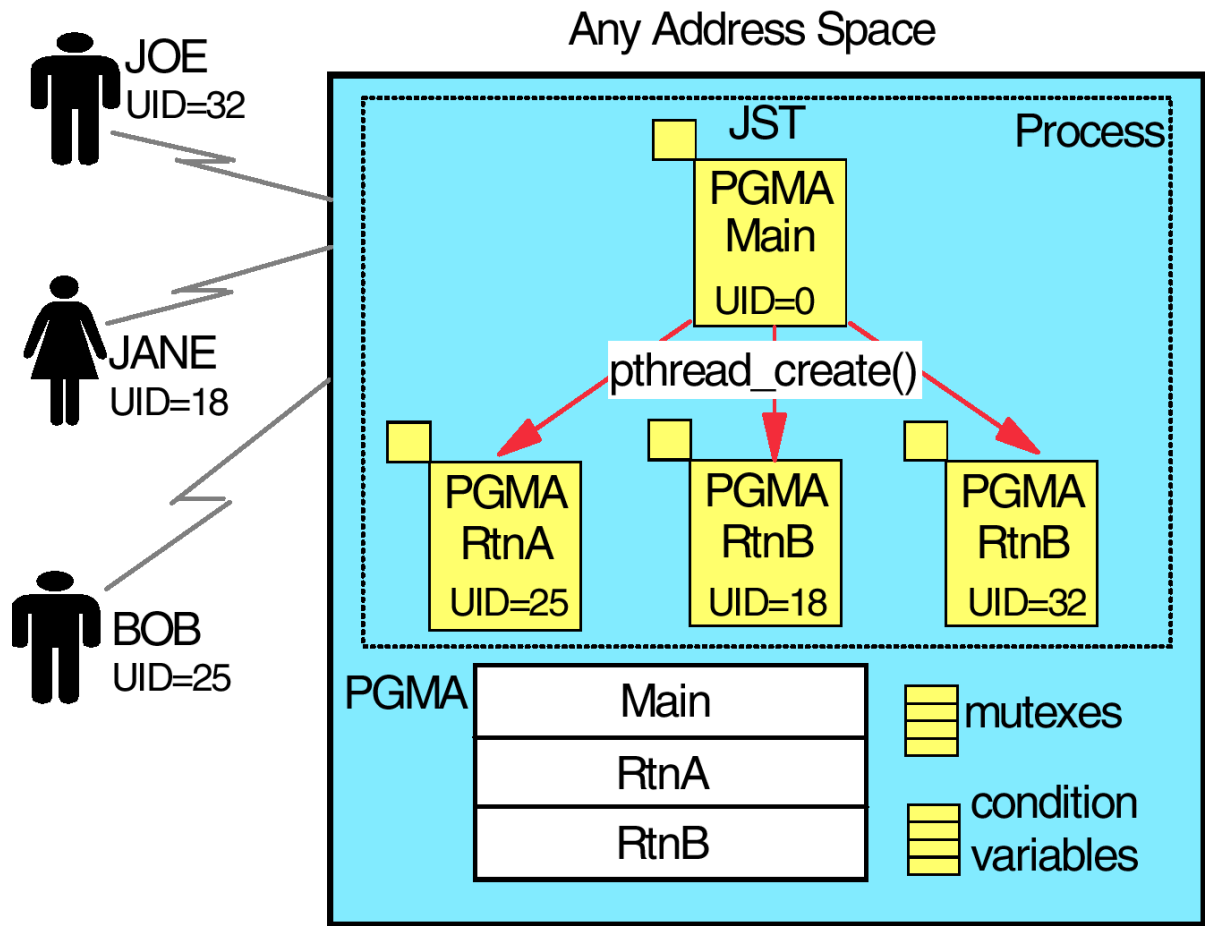 Any Address Space
JOE
UID=32
JST
Process
PGMA
Main
UID=0
JANE
UID=18
pthread_create()
PGMA
RtnA
UID=25
PGMA
RtnB
UID=18
PGMA
RtnB
UID=32
BOB
UID=25
PGMA
Main
RtnA
RtnB
mutexes
condition
variables